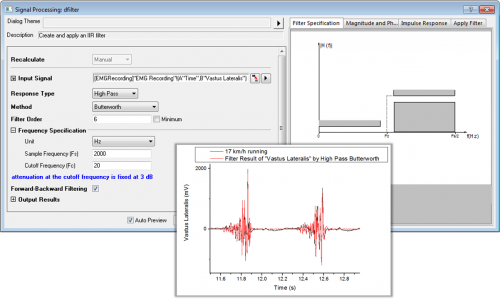 Signal Processing: dfilter
Dialog Theme
Description Create and apply an IIR filter
Recalculate Manual
Input Signal [EMGRecording]"EMG Recording"!(A"Time",B"Vastus Lateralis")
Response Type High Pass
Method Butterworth
Filter Order 6 Minimum
Frequency Specification
Unit Hz
Sample Frequency (Fs) 2000
Cutoff Frequency (Fc) 20
attenuation at the cutoff frequency is fixed at 3 dB
Forward-Backward Filtering
Output Results
Auto Preview
Filter Specification Magnitude and Ph... Impulse Response Apply Filter
|H (f)|
Fc Fs/2 f(Hz)
17 km/h running
Filter Result of "Vastus Lateralis" by High Pass Butterworth
Vastus Lateralis (mV)
2000
0
11.6 11.8 12.0 12.2 12.4 12.6 12.8
Time (s)